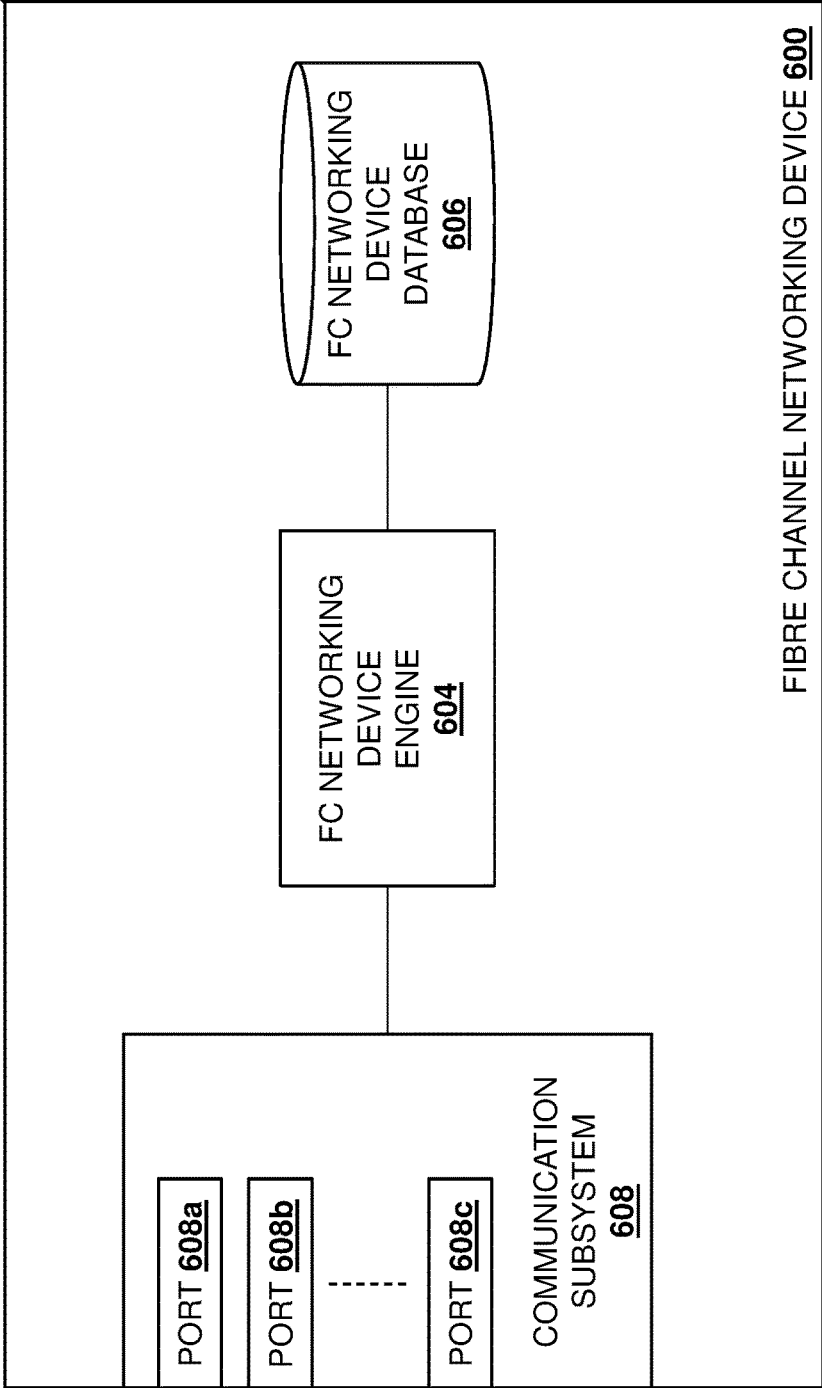 PORT 608a
PORT 608b
PORT 608c
COMMUNICATION
SUBSYSTEM
608
FC NETWORKING
DEVICE
ENGINE
604
FC NETWORKING
DEVICE
DATABASE
606
FIBRE CHANNEL NETWORKING DEVICE 600